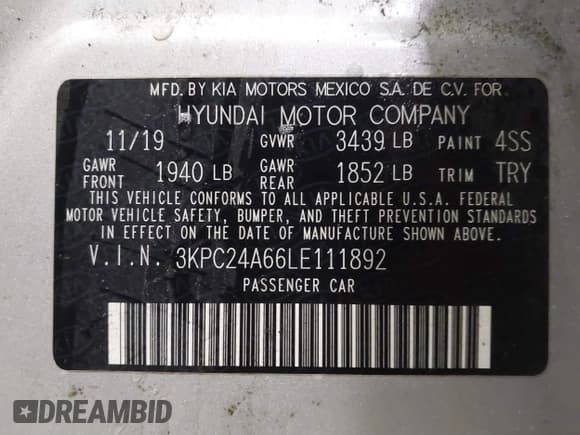 MFD. BY KIA MOTORS MEXICO S.A. DE C.V. FOR
HYUNDAI MOTOR COMPANY
11/19 GVWR 3439 LB PAINT 4SS
GAWR FRONT 1940 LB GAWR REAR 1852 LB TRIM TRY
THIS VEHICLE CONFORMS TO ALL APPLICABLE U.S.A. FEDERAL
MOTOR VEHICLE SAFETY, BUMPER, AND THEFT PREVENTION STANDARDS
IN EFFECT ON THE DATE OF MANUFACTURE SHOWN ABOVE.
V.I.N. 3KPC24A66LE111892
PASSENGER CAR
DREAMBID